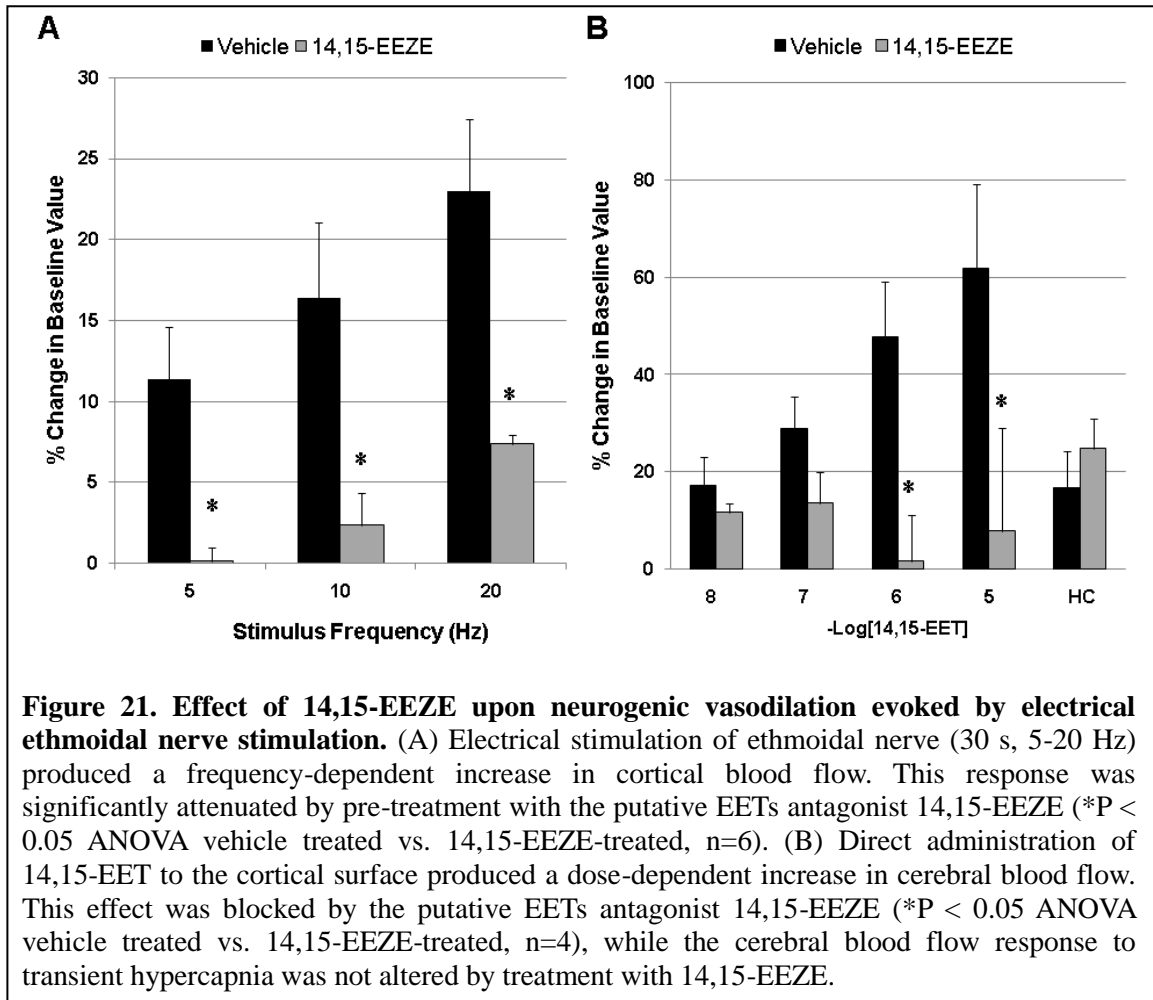 A
Vehicle 14,15-EEZE
% Change in Baseline Value
30
25
20
15
10
5
0
*
*
*
5 10 20
Stimulus Frequency (Hz)
B
Vehicle 14,15-EEZE
% Change in Baseline Value
100
80
60
40
20
0
*
*
8 7 6 5 HC
-Log[14,15-EET]
Figure 21. Effect of 14,15-EEZE upon neurogenic vasodilation evoked by electrical
ethmoidal nerve stimulation. (A) Electrical stimulation of ethmoidal nerve (30 s, 5-20 Hz)
produced a frequency-dependent increase in cortical blood flow. This response was
significantly attenuated by pre-treatment with the putative EETs antagonist 14,15-EEZE (*P <
0.05 ANOVA vehicle treated vs. 14,15-EEZE-treated, n=6). (B) Direct administration of
14,15-EET to the cortical surface produced a dose-dependent increase in cerebral blood flow.
This effect was blocked by the putative EETs antagonist 14,15-EEZE (*P < 0.05 ANOVA
vehicle treated vs. 14,15-EEZE-treated, n=4), while the cerebral blood flow response to
transient hypercapnia was not altered by treatment with 14,15-EEZE.